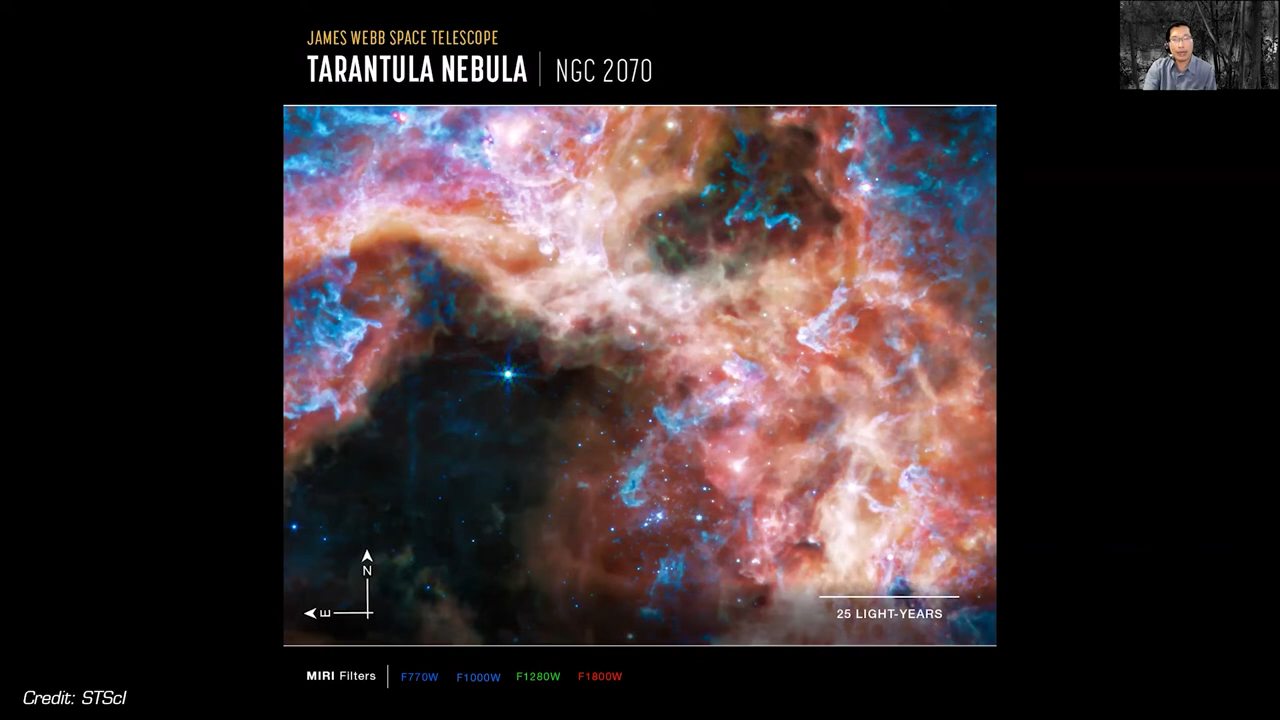 JAMES WEBB SPACE TELESCOPE
TARANTULA NEBULA | NGC 2070
N
E
25 LIGHT-YEARS
MIRI Filters | F770W F1000W F1280W F1800W
Credit: STScI